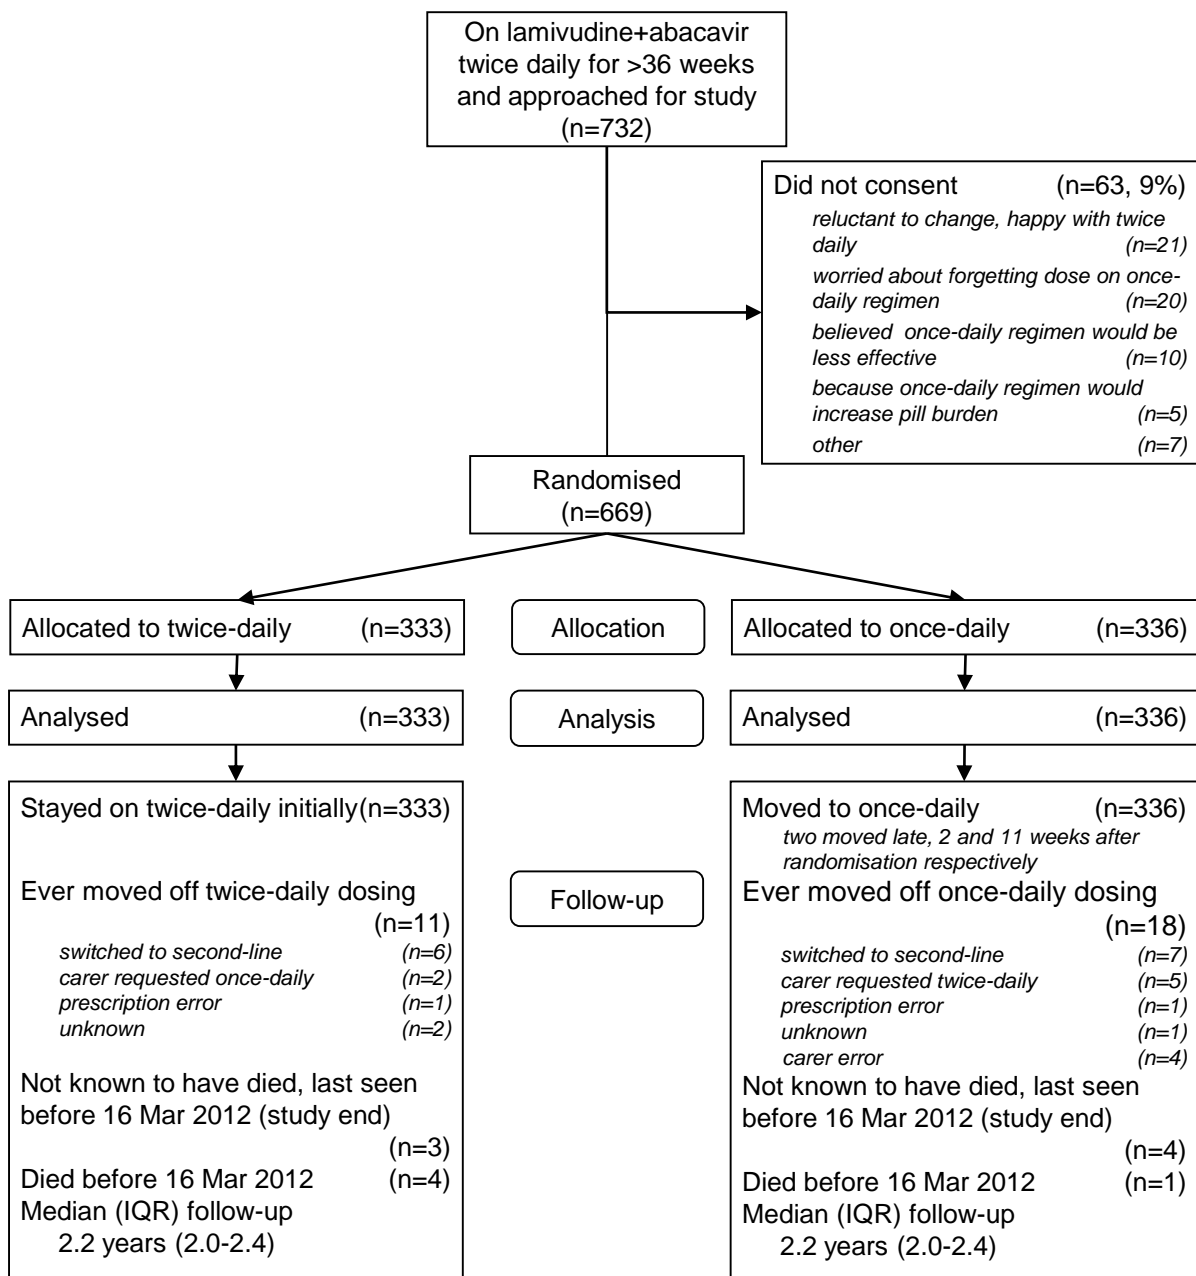 On lamivudine+abacavir
twice daily for >36 weeks
and approached for study
(n=732)
Did not consent (n=63, 9%)
reluctant to change, happy with twice
daily (n=21)
worried about forgetting dose on once-
daily regimen (n=20)
believed once-daily regimen would be
less effective (n=10)
because once-daily regimen would
increase pill burden (n=5)
other (n=7)
Randomised
(n=669)
Allocated to twice-daily (n=333)
Allocation
Allocated to once-daily (n=336)
Analysed (n=333)
Analysis
Analysed (n=336)
Stayed on twice-daily initially(n=333)
Ever moved off twice-daily dosing
(n=11)
switched to second-line (n=6)
carer requested once-daily (n=2)
prescription error (n=1)
unknown (n=2)
Not known to have died, last seen
before 16 Mar 2012 (study end)
(n=3)
Died before 16 Mar 2012 (n=4)
Median (IQR) follow-up
2.2 years (2.0-2.4)
Follow-up
Moved to once-daily (n=336)
two moved late, 2 and 11 weeks after
randomisation respectively
Ever moved off once-daily dosing
(n=18)
switched to second-line (n=7)
carer requested twice-daily (n=5)
prescription error (n=1)
unknown (n=1)
carer error (n=4)
Not known to have died, last seen
before 16 Mar 2012 (study end)
(n=4)
Died before 16 Mar 2012 (n=1)
Median (IQR) follow-up
2.2 years (2.0-2.4)